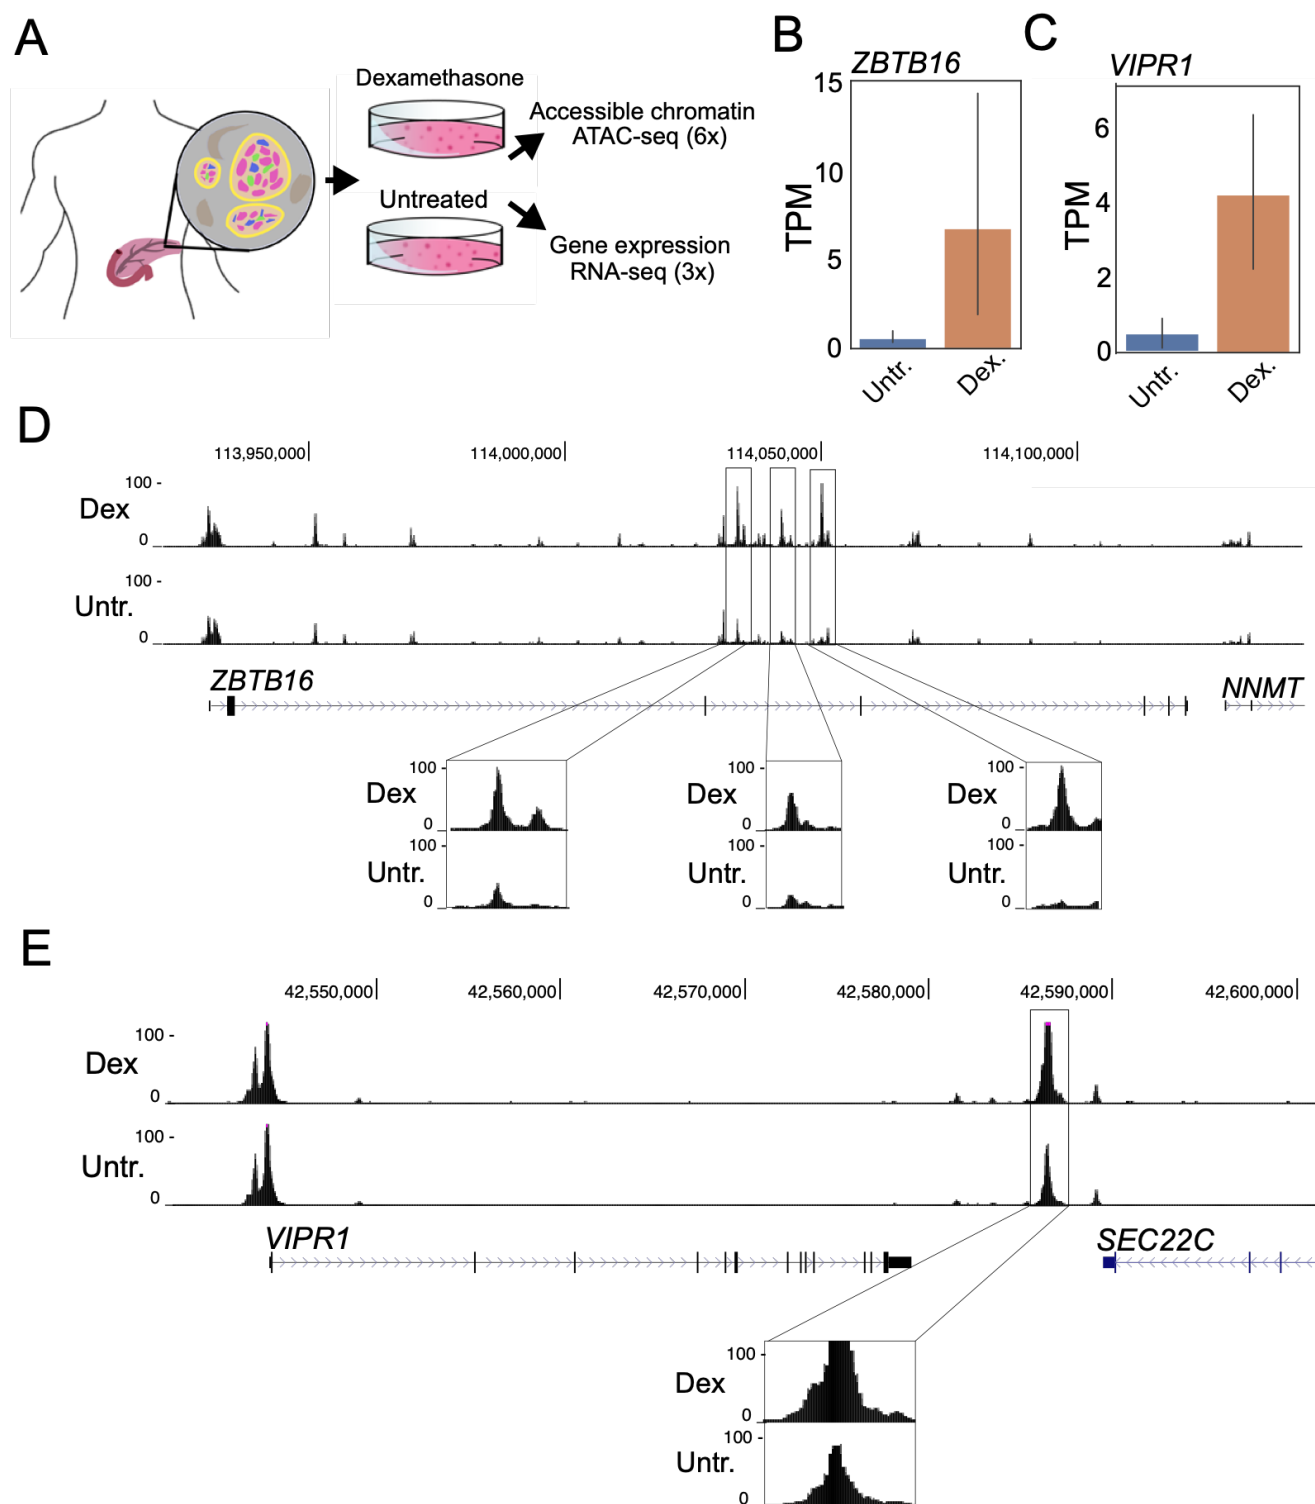 A
Dexamethasone
Accessible chromatin
ATAC-seq (6x)
Untreated
Gene expression
RNA-seq (3x)
B
ZBTB16
15
10
5
0
TPM
Untr.
Dex.
C
VIPR1
6
4
2
0
TPM
Untr.
Dex.
D
113,950,000 114,000,000 114,050,000 114,100,000
100 -
Dex
0
100 -
Untr.
0
ZBTB16 NNMT
100 - 100 - 100 -
Dex Dex Dex
0 0 0
100 - 100 - 100 -
Untr. Untr. Untr.
0 0 0
E
42,550,000 42,560,000 42,570,000 42,580,000 42,590,000 42,600,000
100 -
Dex
0
100 -
Untr.
0
VIPR1 SEC22C
100 -
Dex
0
100 -
Untr.
0